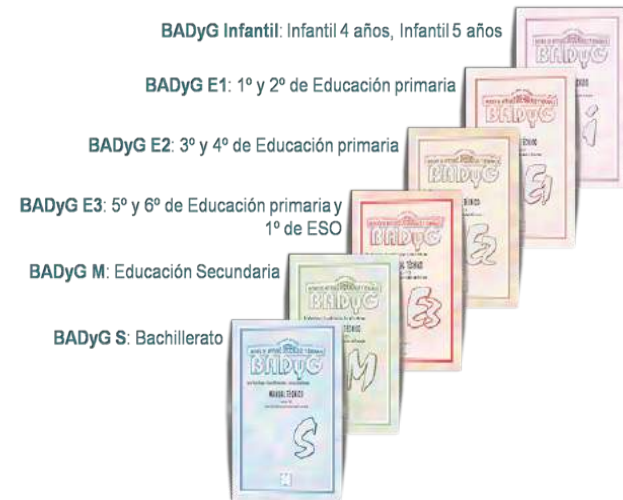 BADyG Infantil: Infantil 4 años, Infantil 5 años
BADyG
i
BADyG E1: 1º y 2º de Educación primaria
BADyG
E1
BADyG E2: 3º y 4º de Educación primaria
BADyG
E2
BADyG E3: 5º y 6º de Educación primaria y
1º de ESO
BADyG
E3
BADyG M: Educación Secundaria
BADyG
M
BADyG S: Bachillerato
BADyG
MANUAL TÉCNICO
S